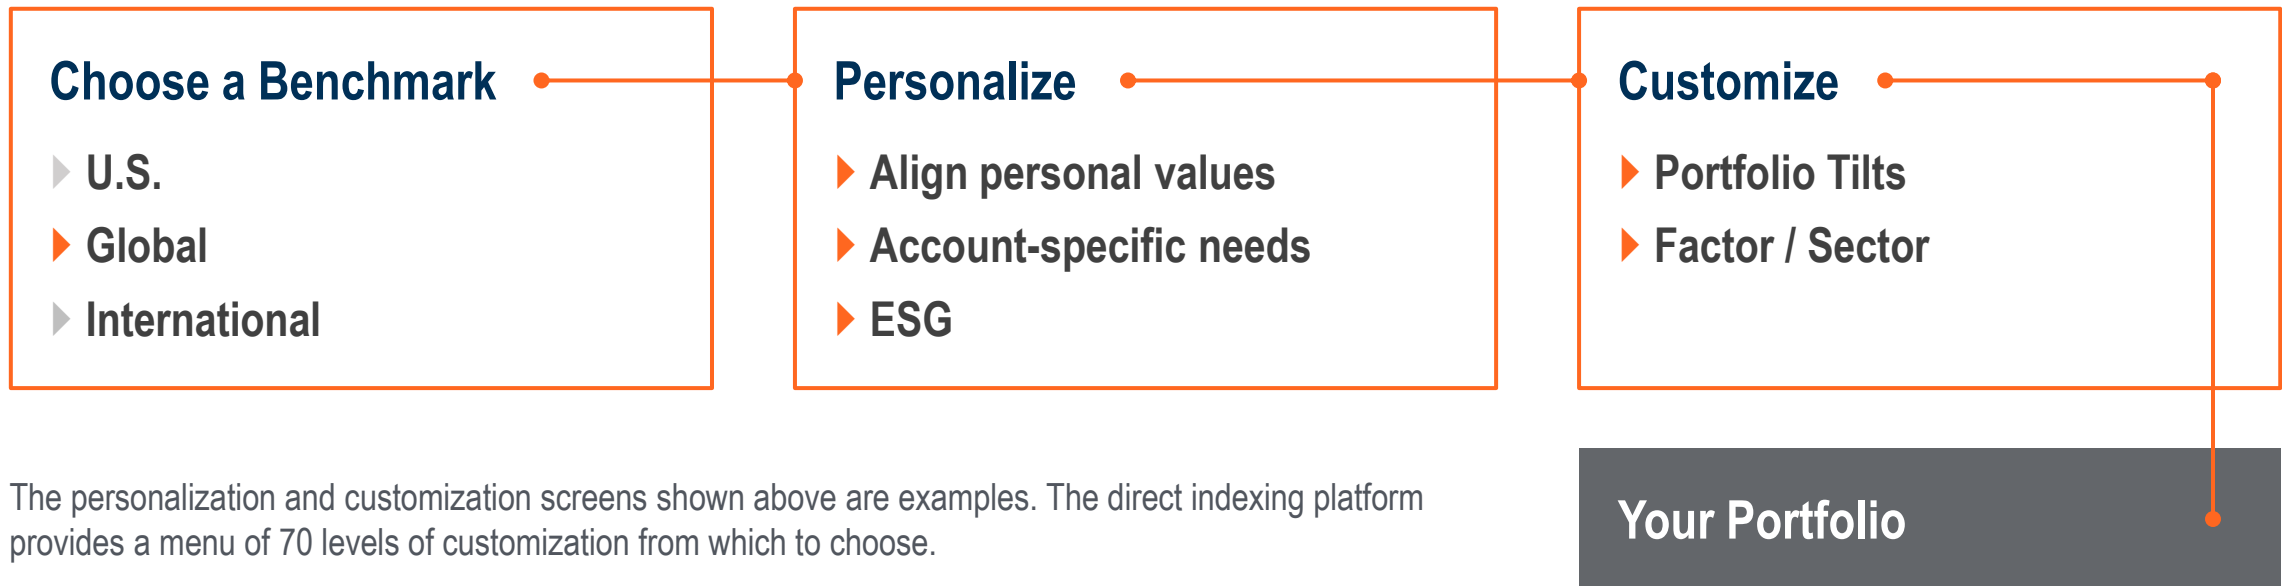 Choose a Benchmark
U.S.
Global
International
Personalize
Align personal values
Account-specific needs
ESG
Customize
Portfolio Tilts
Factor / Sector
The personalization and customization screens shown above are examples. The direct indexing platform
provides a menu of 70 levels of customization from which to choose.
Your Portfolio